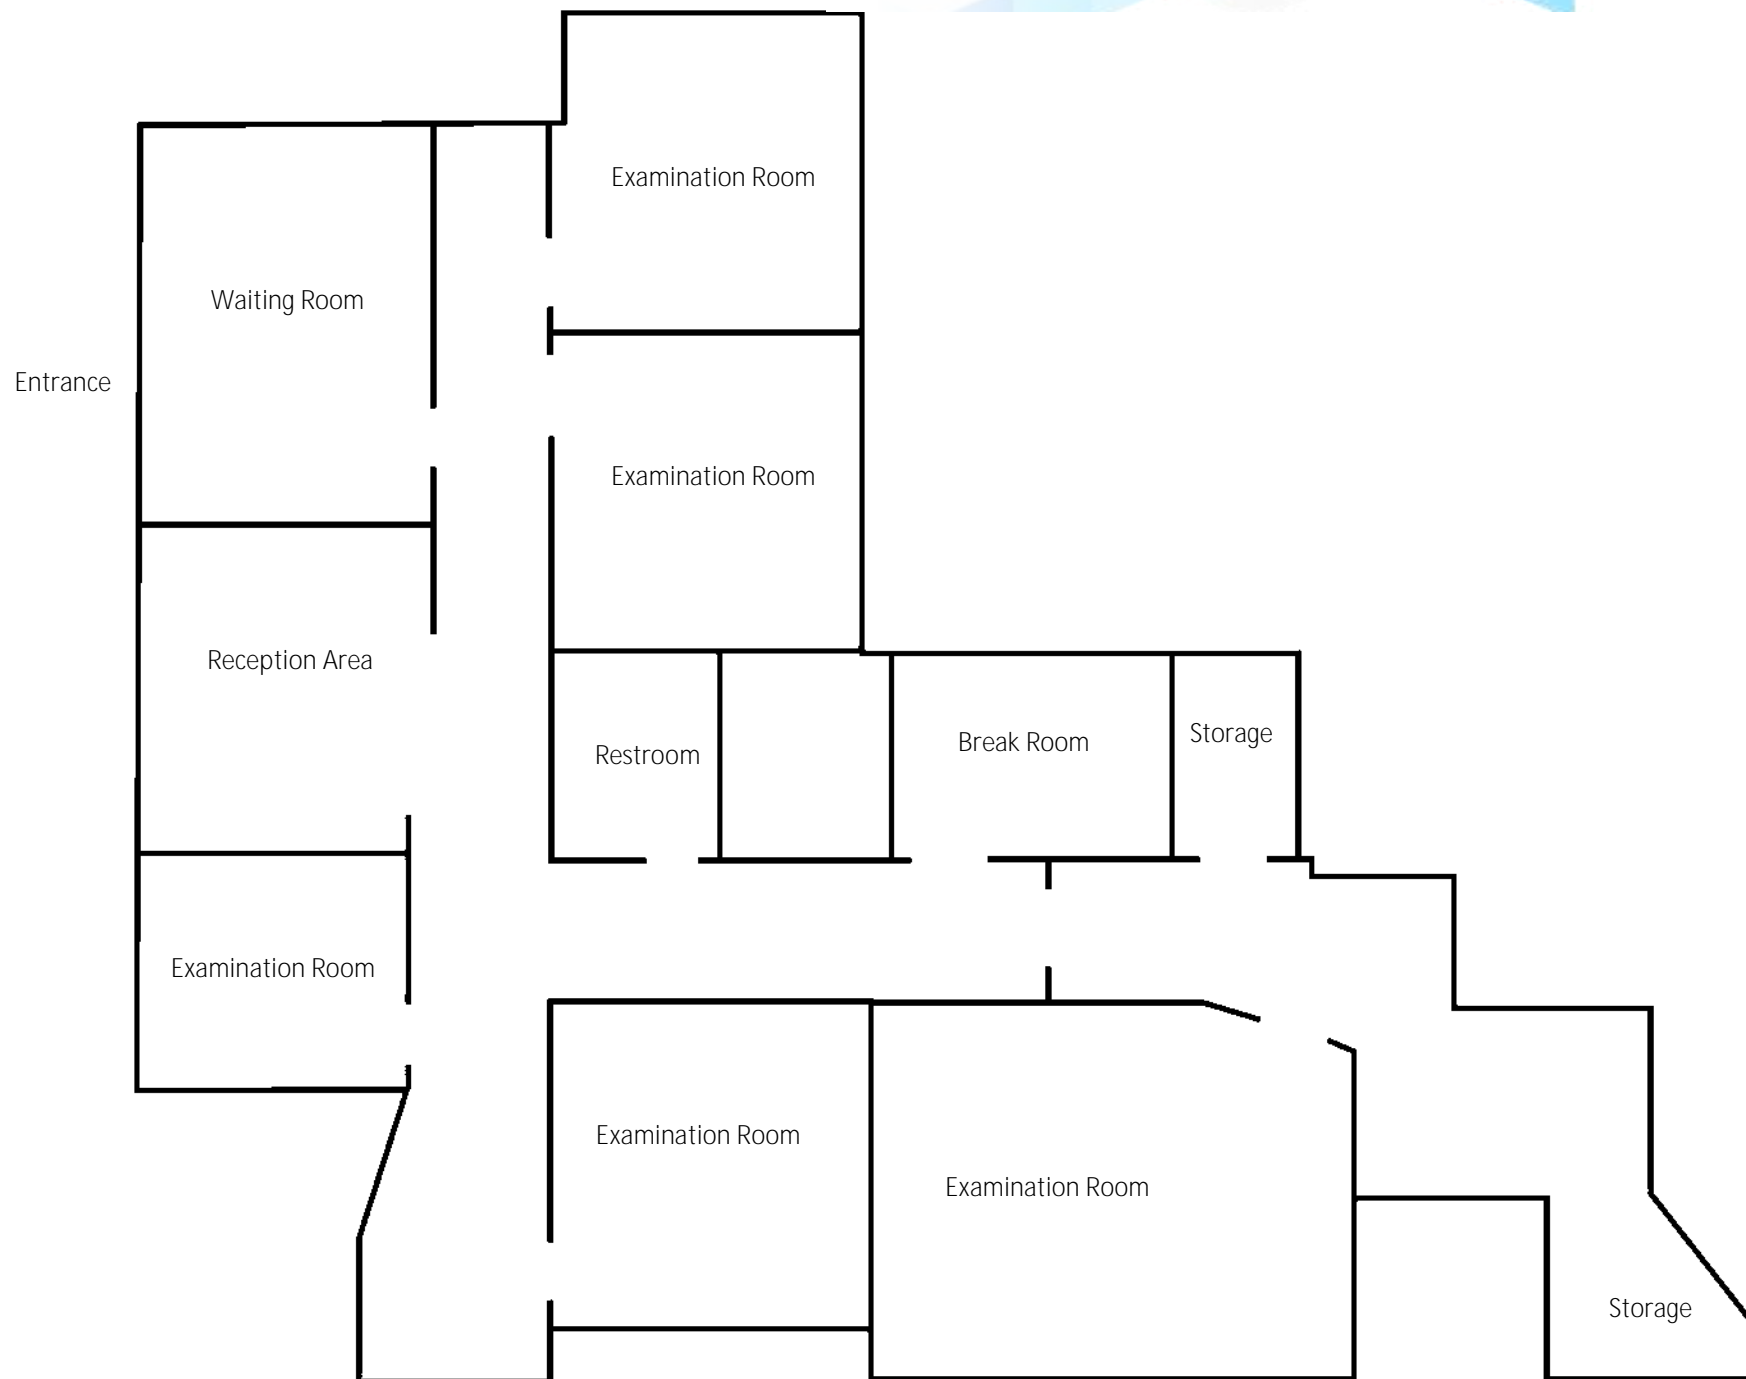 Examination Room
Waiting Room
Entrance
Examination Room
Reception Area
Restroom
Break Room
Storage
Examination Room
Examination Room
Examination Room
Storage